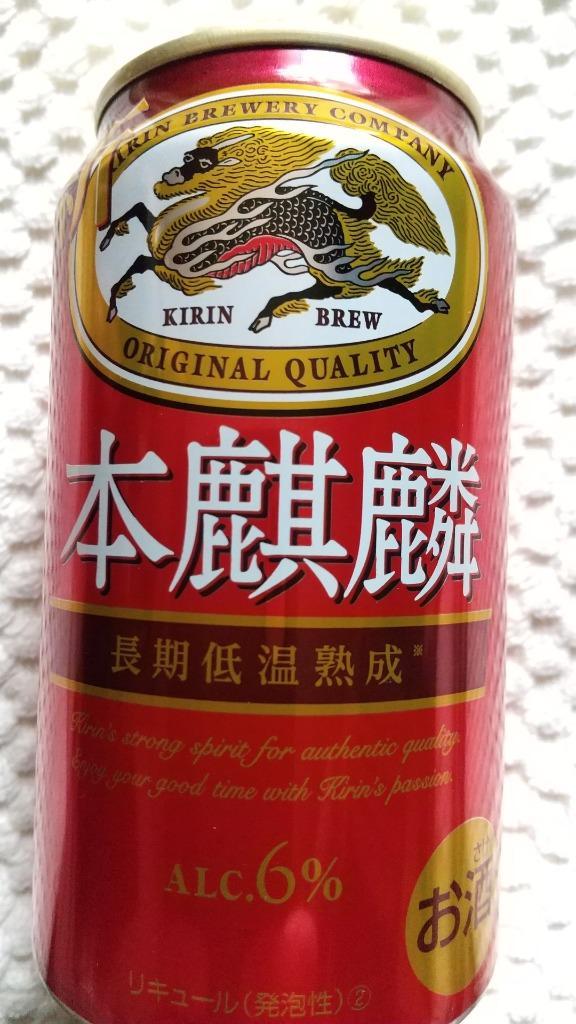 KIRIN BREWERY COMPANY
KIRIN BREW
ORIGINAL QUALITY
本麒麟
長期低温熟成※
Kirin's strong spirit for authentic quality.
Enjoy your good time with Kirin's passion.
ALC.6%
お酒
リキュール(発泡性)②